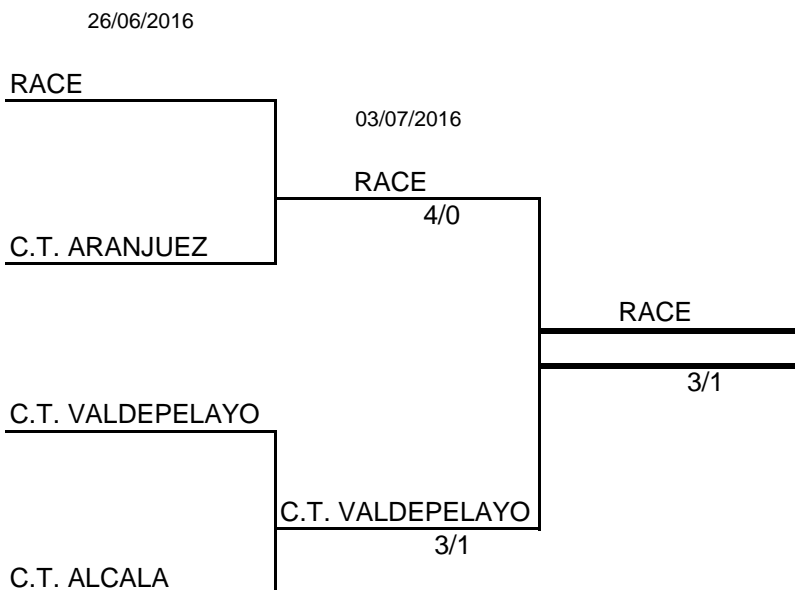 26/06/2016
RACE
03/07/2016
RACE
4/0
C.T. ARANJUEZ
RACE
3/1
C.T. VALDEPELAYO
C.T. VALDEPELAYO
3/1
C.T. ALCALA